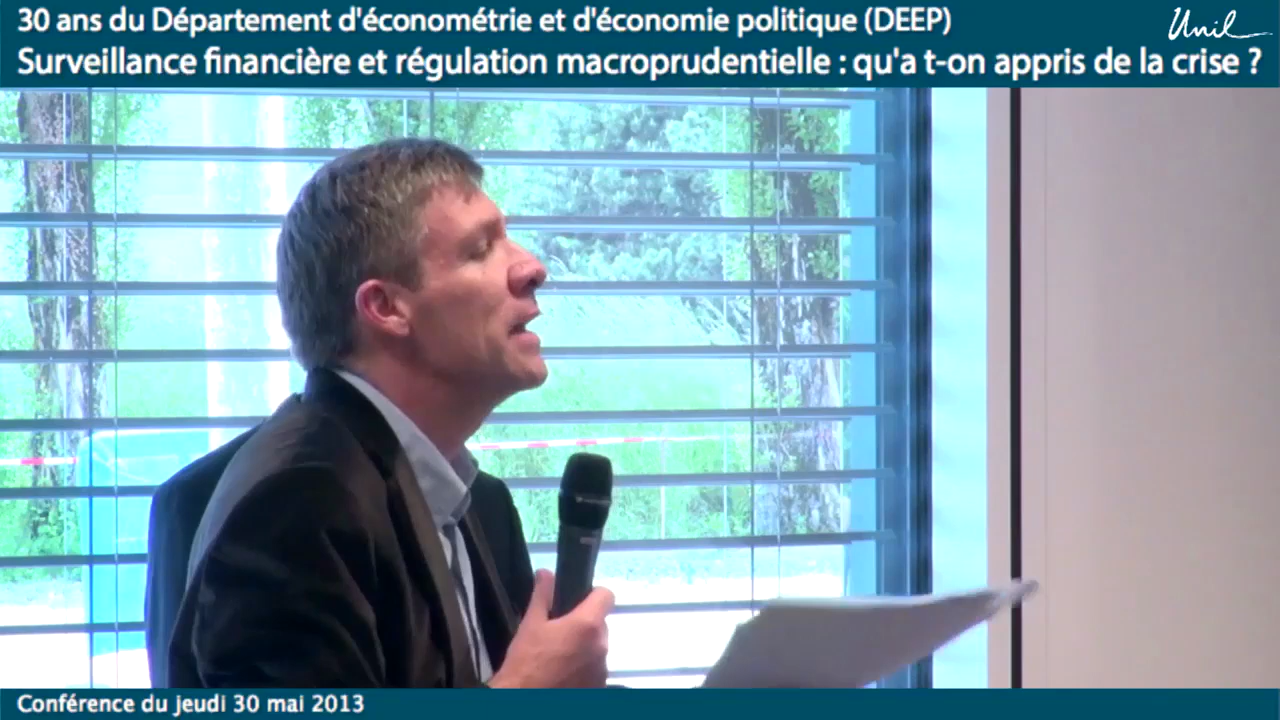 30 ans du Département d'économétrie et d'économie politique (DEEP)
Unil
Surveillance financière et régulation macroprudentielle : qu'a t-on appris de la crise ?
Conférence du jeudi 30 mai 2013